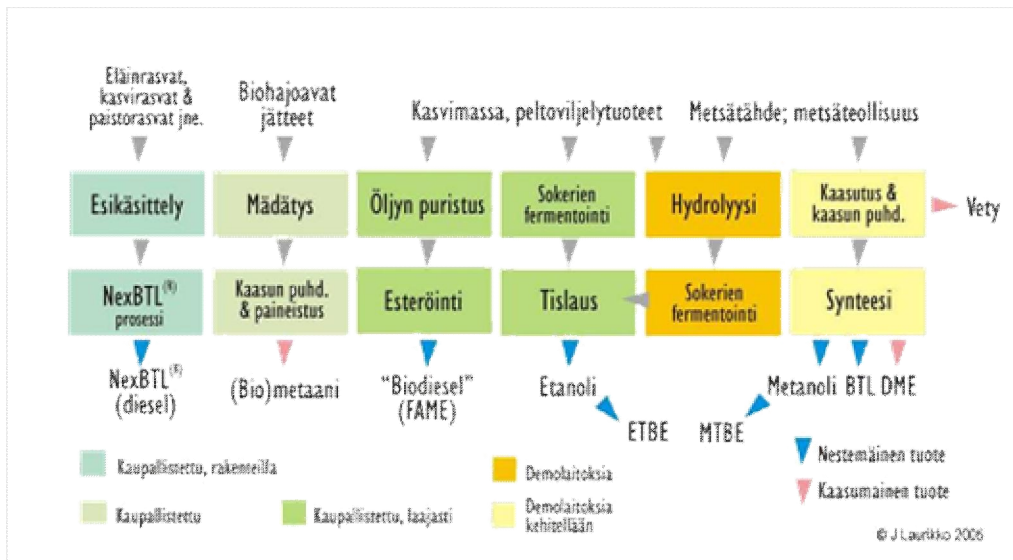 Eläinrasvat,
kasvirasvat &
paistorasvat jne.
Biohajoavat
jätteet
Kasvimassa, peltoviljelytuoteet
Metsätähde; metsäteollisuus
Esikäsittely
Mädätys
Öljyn puristus
Sokerien
fermentointi
Hydrolyysi
Kaasutus &
kaasun puhd.
Vety
NexBTL(R)
prosessi
Kaasun puhd.
& paineistus
Esteröinti
Tislaus
Sokerien
fermentointi
Synteesi
NexBTL(R)
(diesel)
(Bio)metaani
"Biodiesel"
(FAME)
Etanoli
Metanoli BTL DME
ETBE
MTBE
Kaupallistettu, rakenteilla
Kaupallistettu
Kaupallistettu, laajasti
Demolaitoksia
Demolaitoksia
kehitellään
Nestemäinen tuote
Kaasumainen tuote
© J Laurikko 2006